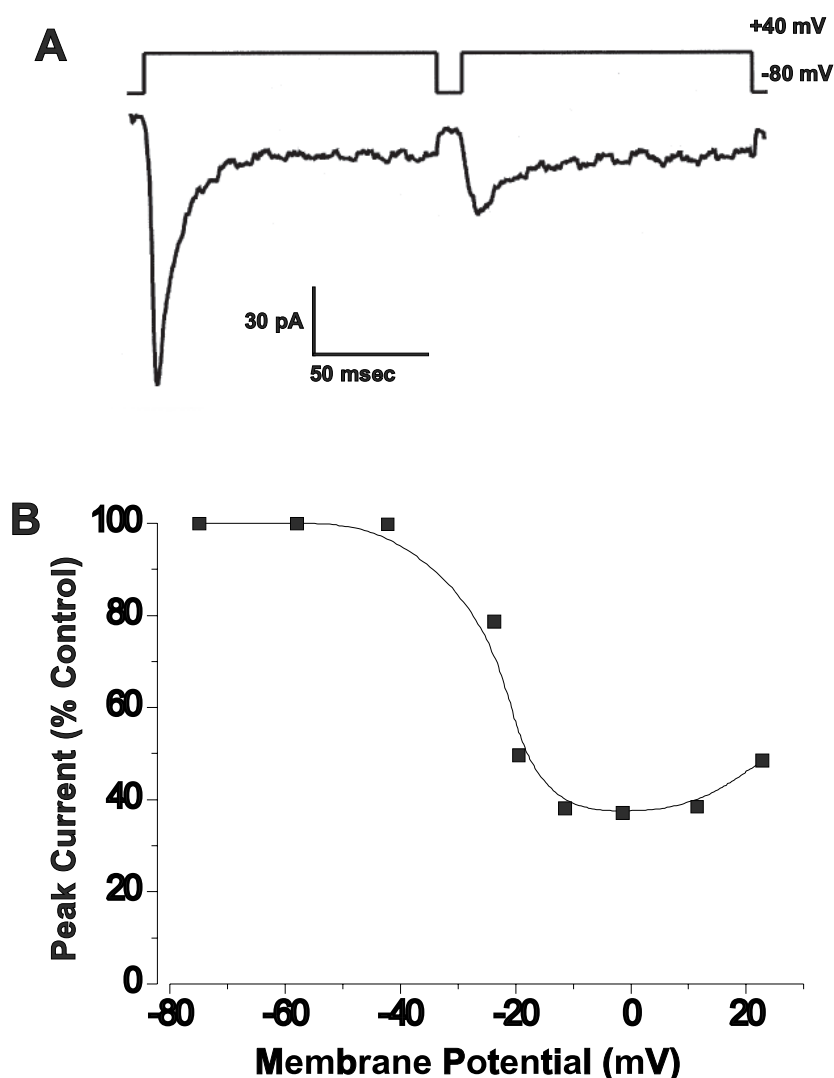 A
+40 mV
-80 mV
30 pA
50 msec
B
Peak Current (% Control)
100
80
60
40
20
0
-80 -60 -40 -20 0 20
Membrane Potential (mV)